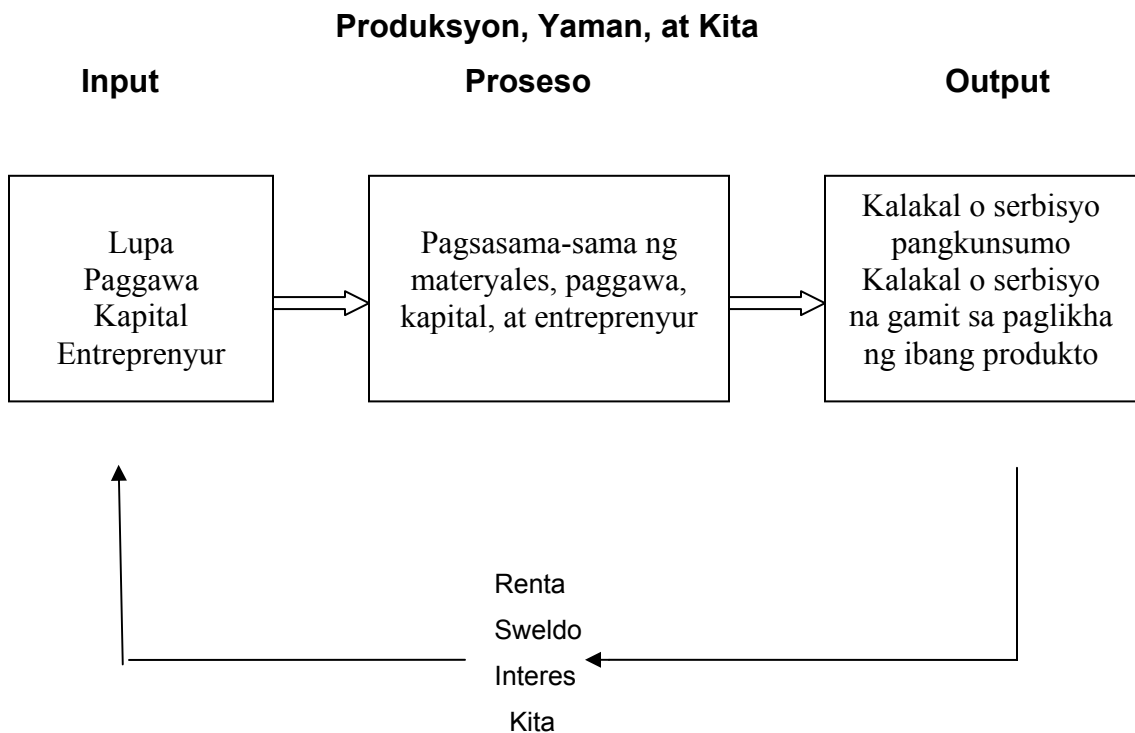 Produksyon, Yaman, at Kita
Input
Proseso
Output
Lupa
Paggawa
Kapital
Entreprenyur
Pagsasama-sama ng
materyales, paggawa,
kapital, at entreprenyur
Kalakal o serbisyo
pangkunsumo
Kalakal o serbisyo
na gamit sa paglikha
ng ibang produkto
Renta
Sweldo
Interes
Kita